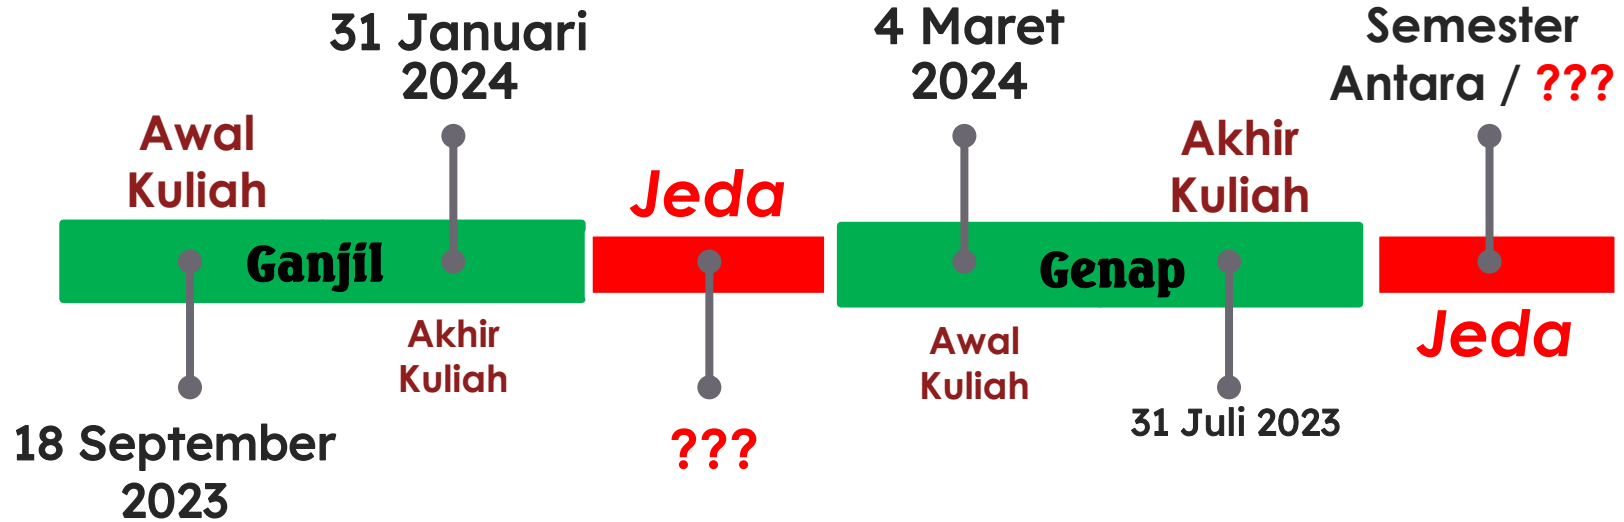 31 Januari
2024
4 Maret
2024
Semester
Antara / ???
Awal
Kuliah
Akhir
Kuliah
Jeda
Ganjil
Genap
Akhir
Kuliah
Awal
Kuliah
Jeda
18 September
2023
???
31 Juli 2023